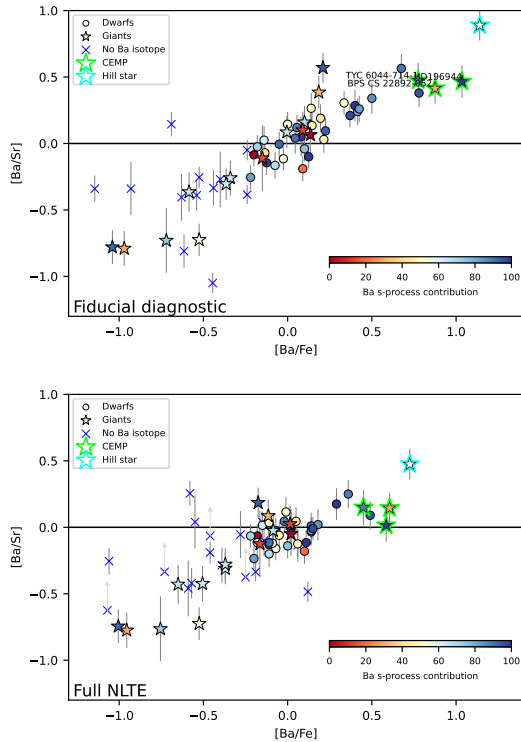 1.0
0.5
0.0
−0.5
−1.0
[Ba/Sr]
Dwarfs
Giants
No Ba isotope
CEMP
Hill star
TYC 6044-714-1
BPS CS 22892-052
0 20 40 60 80 100
Ba s-process contribution
Fiducial diagnostic
−1.0 −0.5 0.0 0.5 1.0
[Ba/Fe]
1.0
0.5
0.0
−0.5
−1.0
[Ba/Sr]
Dwarfs
Giants
No Ba isotope
CEMP
Hill star
0 20 40 60 80 100
Ba s-process contribution
Full NLTE
−1.0 −0.5 0.0 0.5 1.0
[Ba/Fe]